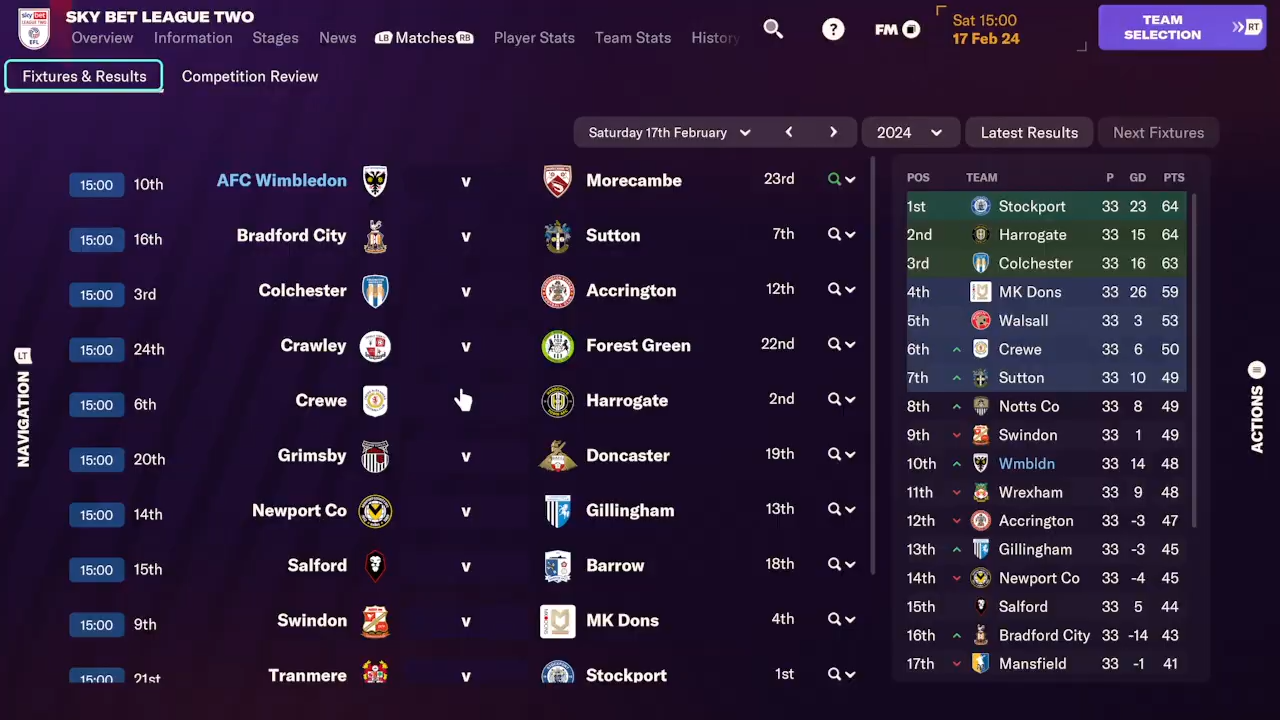 SKY BET LEAGUE TWO
Overview Information Stages News LB Matches RB Player Stats Team Stats History
? FM
Sat 15:00
17 Feb 24
TEAM SELECTION RT
Fixtures & Results Competition Review
Saturday 17th February 2024 Latest Results Next Fixtures
15:00 10th AFC Wimbledon v Morecambe 23rd
15:00 16th Bradford City v Sutton 7th
15:00 3rd Colchester v Accrington 12th
15:00 24th Crawley v Forest Green 22nd
15:00 6th Crewe Harrogate 2nd
15:00 20th Grimsby v Doncaster 19th
15:00 14th Newport Co v Gillingham 13th
15:00 15th Salford v Barrow 18th
15:00 9th Swindon v MK Dons 4th
15:00 21st Tranmere v Stockport 1st
POS TEAM P GD PTS
1st Stockport 33 23 64
2nd Harrogate 33 15 64
3rd Colchester 33 16 63
4th MK Dons 33 26 59
5th Walsall 33 3 53
6th Crewe 33 6 50
7th Sutton 33 10 49
8th Notts Co 33 8 49
9th Swindon 33 1 49
10th Wmbldn 33 14 48
11th Wrexham 33 9 48
12th Accrington 33 -3 47
13th Gillingham 33 -3 45
14th Newport Co 33 -4 45
15th Salford 33 5 44
16th Bradford City 33 -14 43
17th Mansfield 33 -1 41
LT
NAVIGATION
ACTIONS